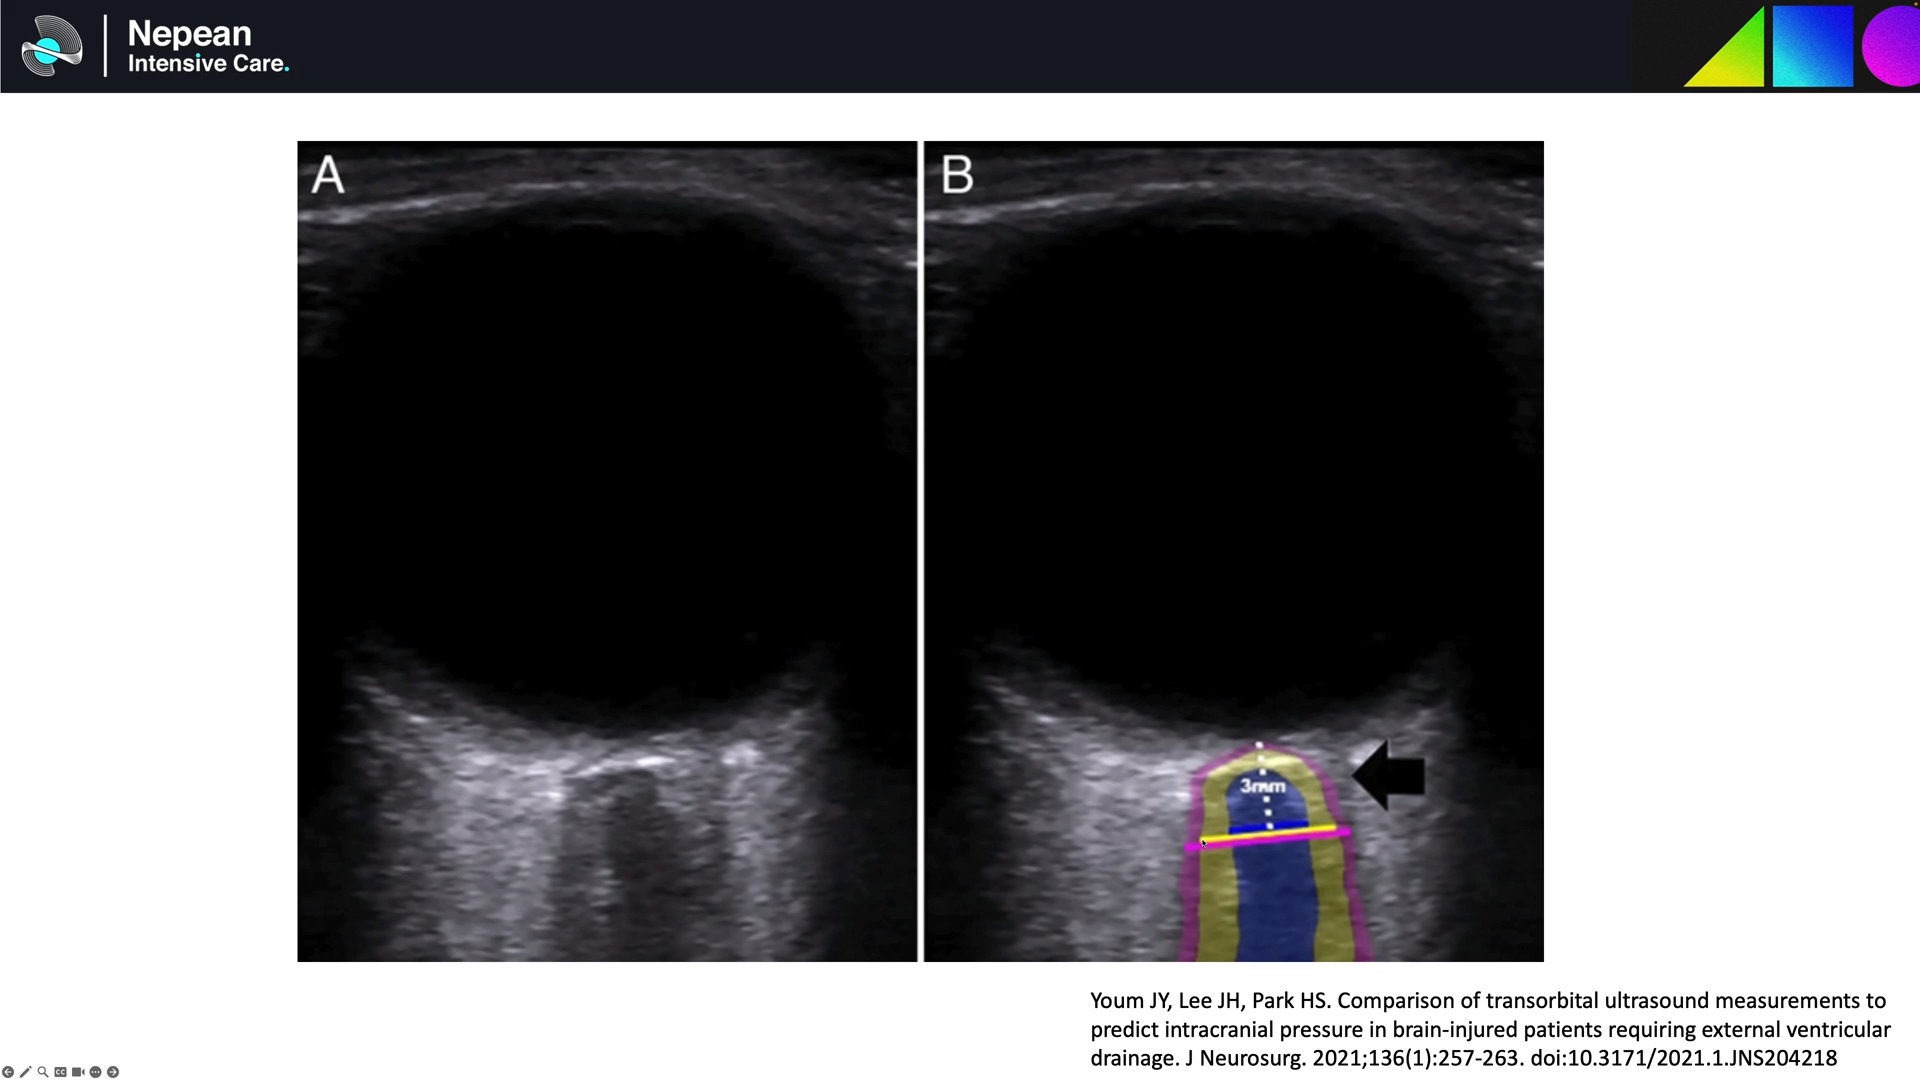 Nepean
Intensive Care.
A
B
3mm
Youm JY, Lee JH, Park HS. Comparison of transorbital ultrasound measurements to
predict intracranial pressure in brain-injured patients requiring external ventricular
drainage. J Neurosurg. 2021;136(1):257-263. doi:10.3171/2021.1.JNS204218